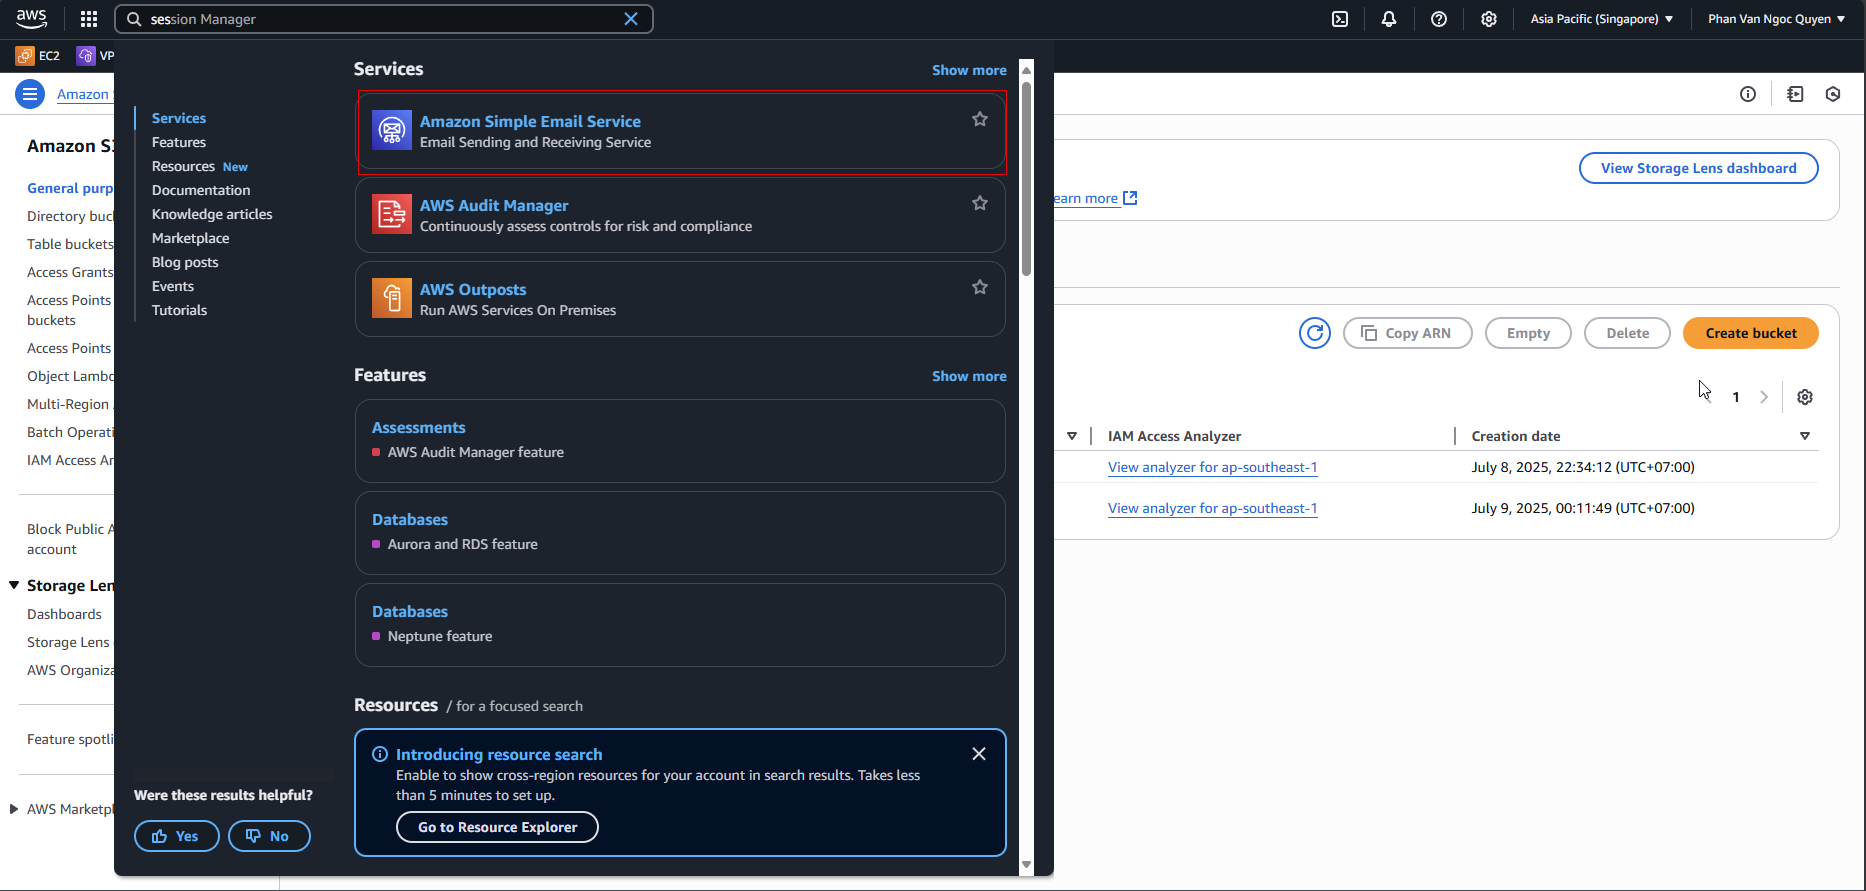 aws
session Manager
Asia Pacific (Singapore)
Phan Van Ngoc Quyen
EC2
VP
Amazon
Amazon S3
General purp
Directory buc
Table buckets
Access Grants
Access Points
buckets
Access Points
Object Lambd
Multi-Region
Batch Operati
IAM Access An
Block Public A
account
Storage Len
Dashboards
Storage Lens
AWS Organiza
Feature spotli
AWS Marketpl
Services
Features
Resources New
Documentation
Knowledge articles
Marketplace
Blog posts
Events
Tutorials
Were these results helpful?
Yes
No
Services
Show more
Amazon Simple Email Service
Email Sending and Receiving Service
AWS Audit Manager
Continuously assess controls for risk and compliance
AWS Outposts
Run AWS Services On Premises
Features
Show more
Assessments
AWS Audit Manager feature
Databases
Aurora and RDS feature
Databases
Neptune feature
Resources / for a focused search
Introducing resource search
Enable to show cross-region resources for your account in search results. Takes less
than 5 minutes to set up.
Go to Resource Explorer
View Storage Lens dashboard
earn more
Copy ARN
Empty
Delete
Create bucket
1
IAM Access Analyzer
Creation date
View analyzer for ap-southeast-1
July 8, 2025, 22:34:12 (UTC+07:00)
View analyzer for ap-southeast-1
July 9, 2025, 00:11:49 (UTC+07:00)